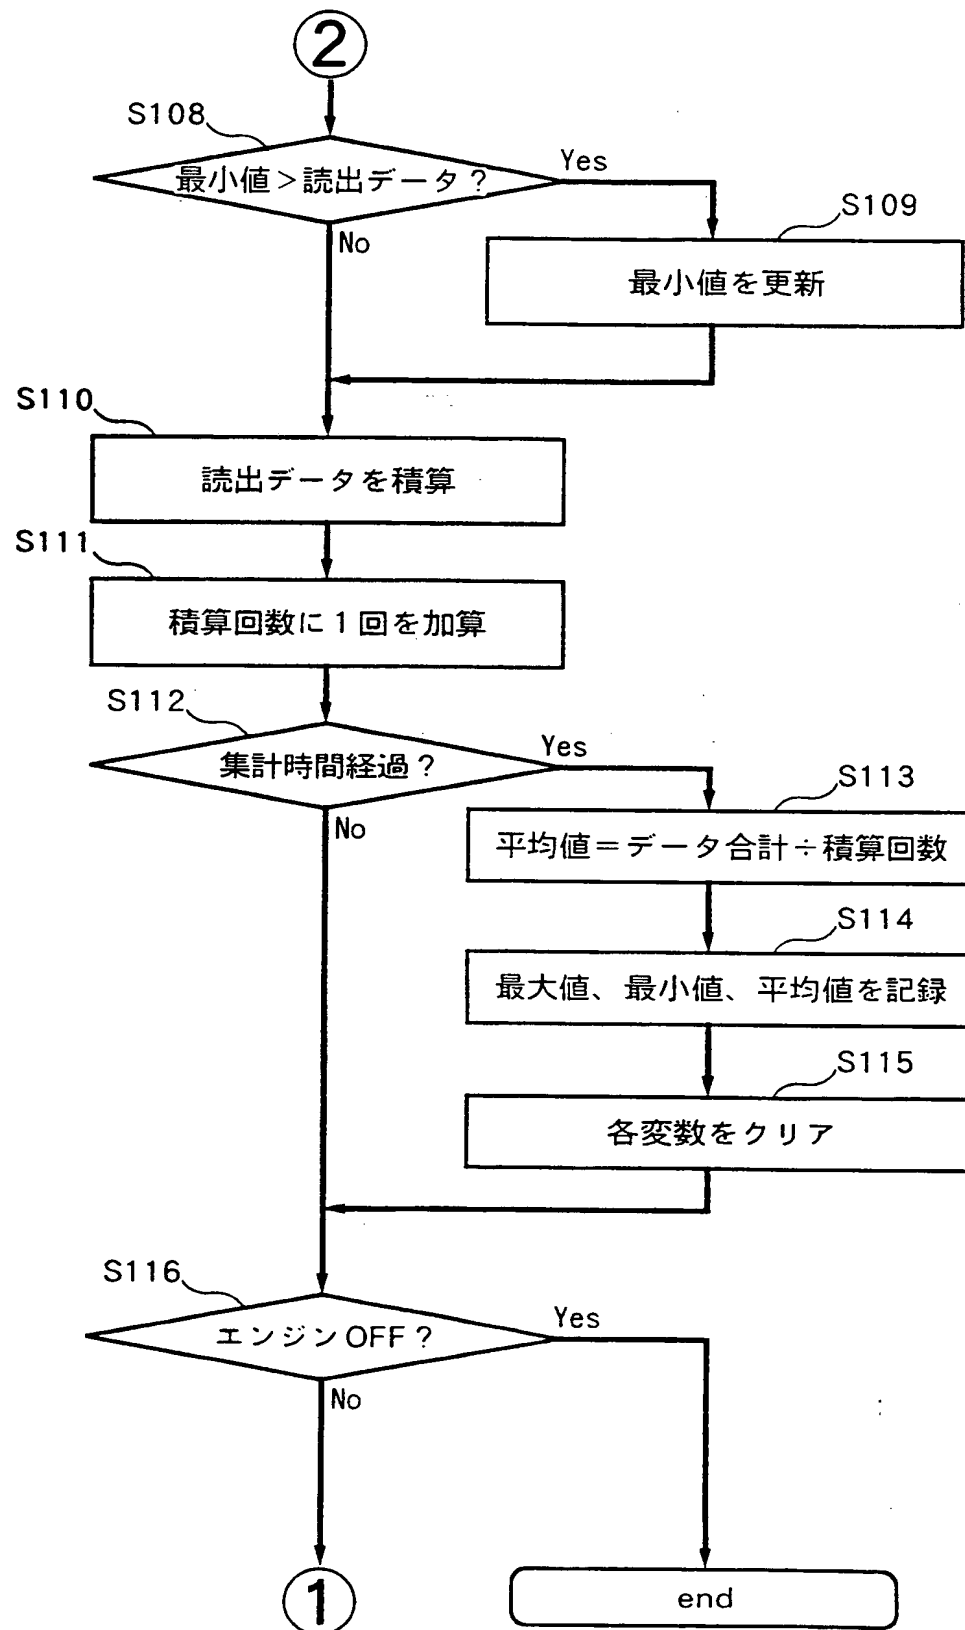 ②
S108
最小値>読出データ?
Yes
No
S109
最小値を更新
S110
読出データを積算
S111
積算回数に1回を加算
S112
集計時間経過?
Yes
No
S113
平均値=データ合計÷積算回数
S114
最大値、最小値、平均値を記録
S115
各変数をクリア
S116
エンジンOFF?
Yes
No
①
end